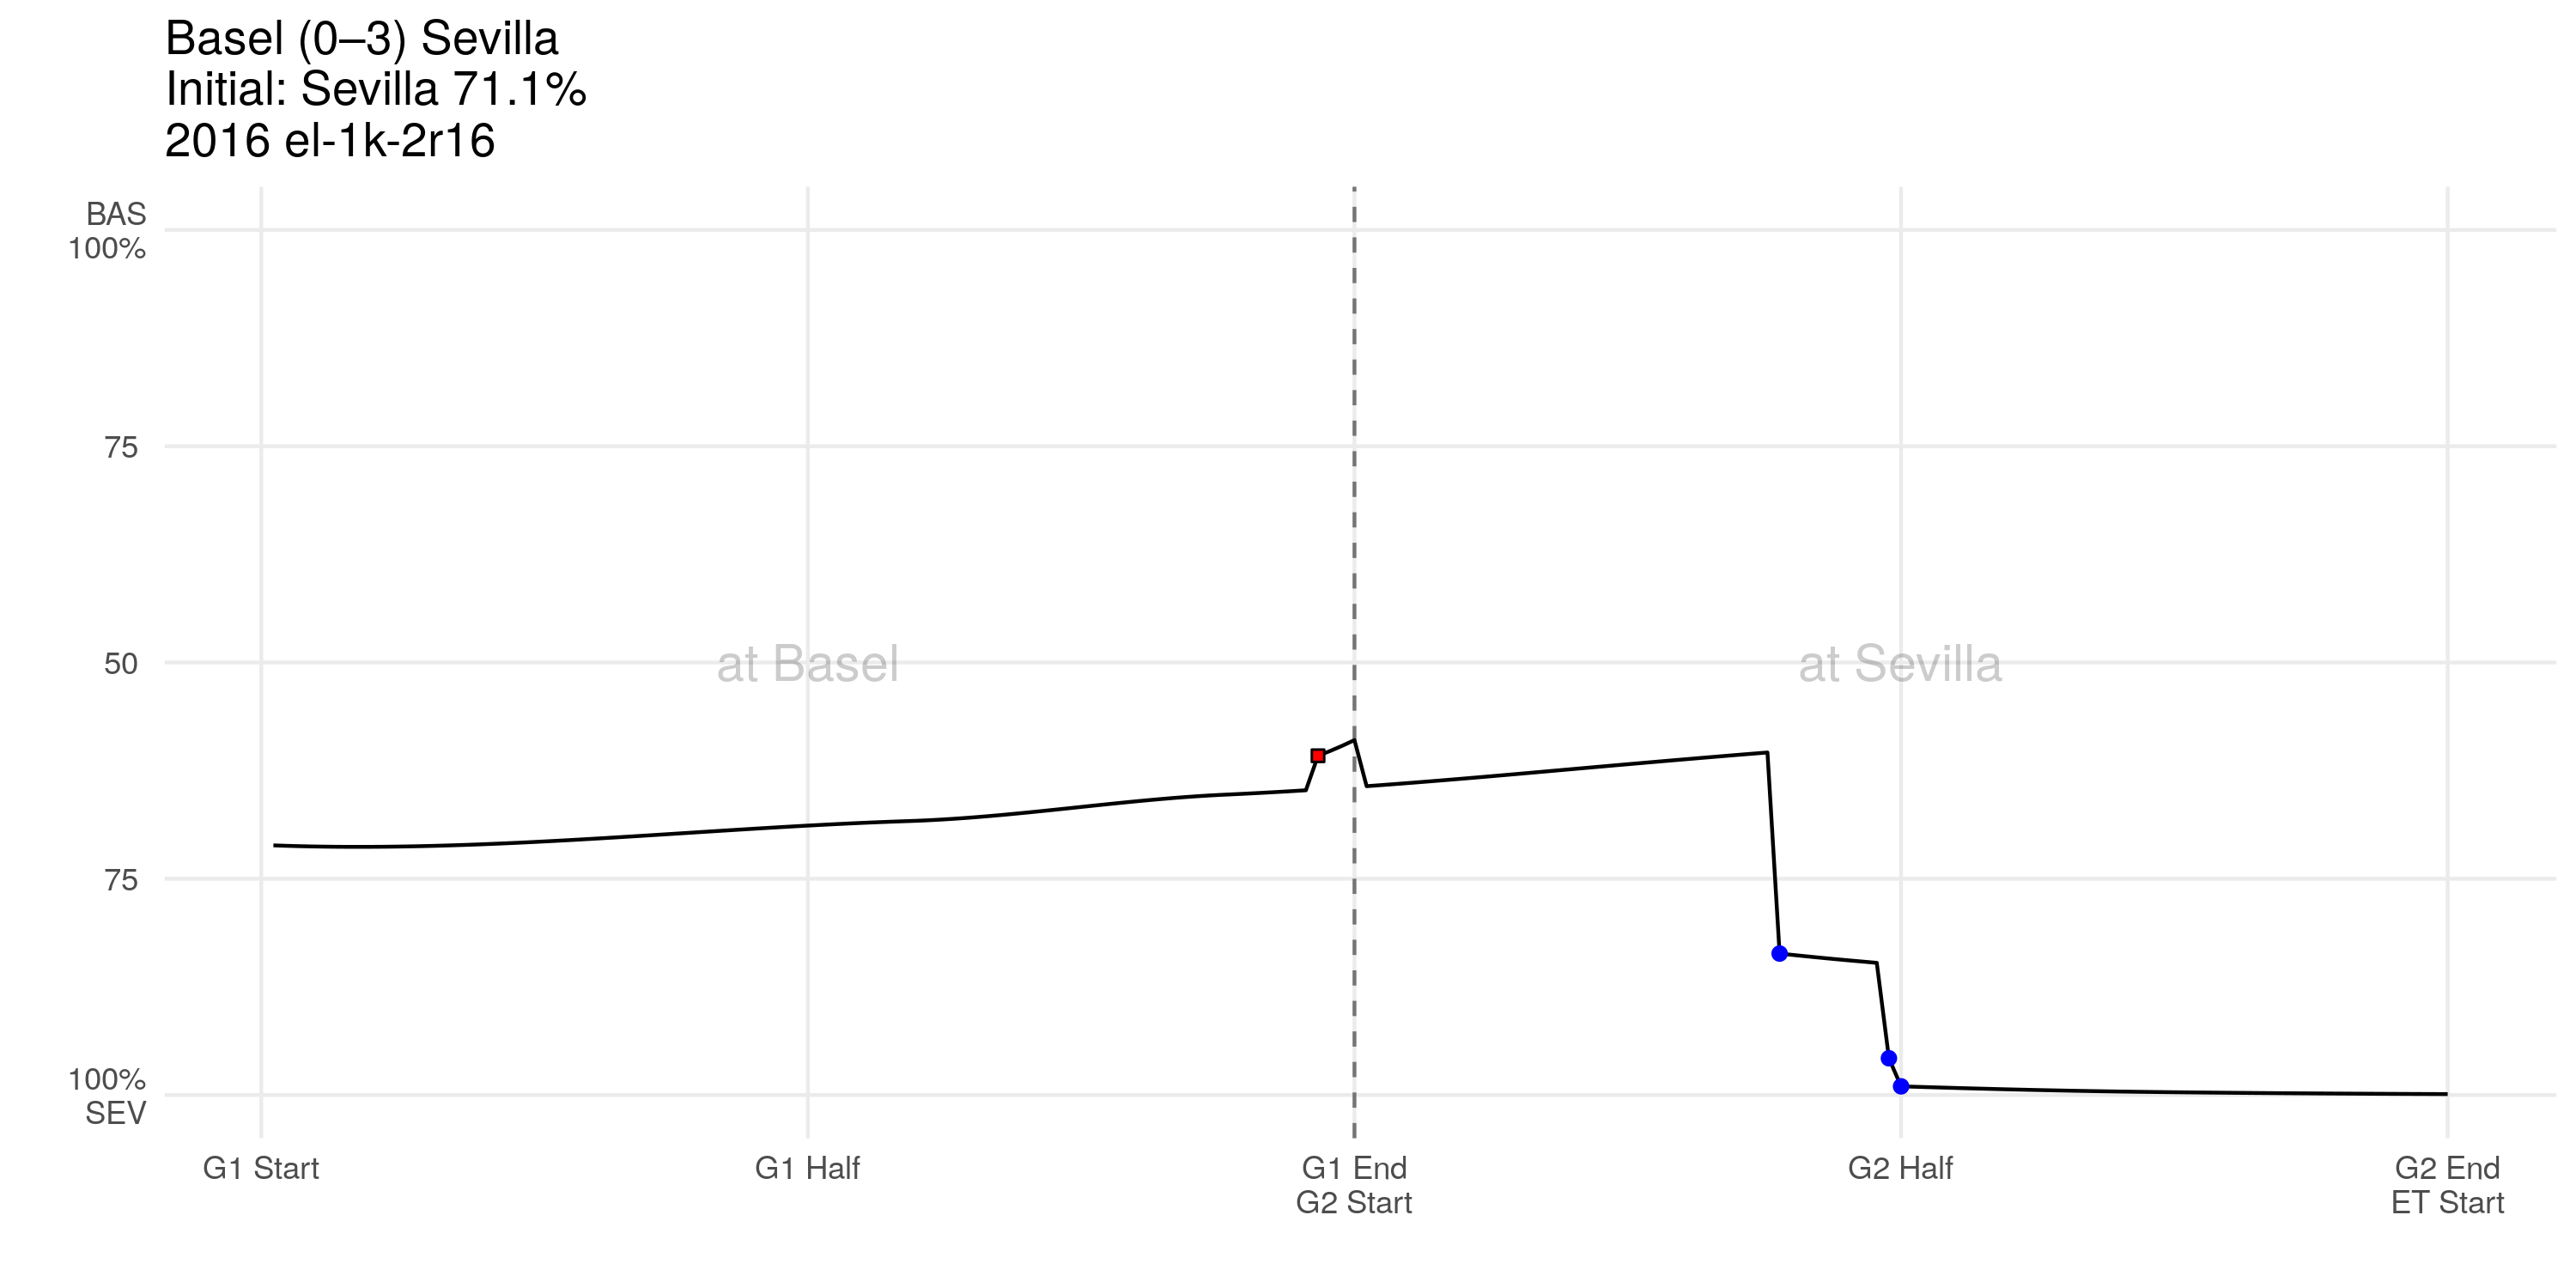 Basel (0–3) Sevilla
Initial: Sevilla 71.1%
2016 el-1k-2r16
BAS
100%
75
50
75
100%
SEV
at Basel
at Sevilla
G1 Start
G1 Half
G1 End
G2 Start
G2 Half
G2 End
ET Start